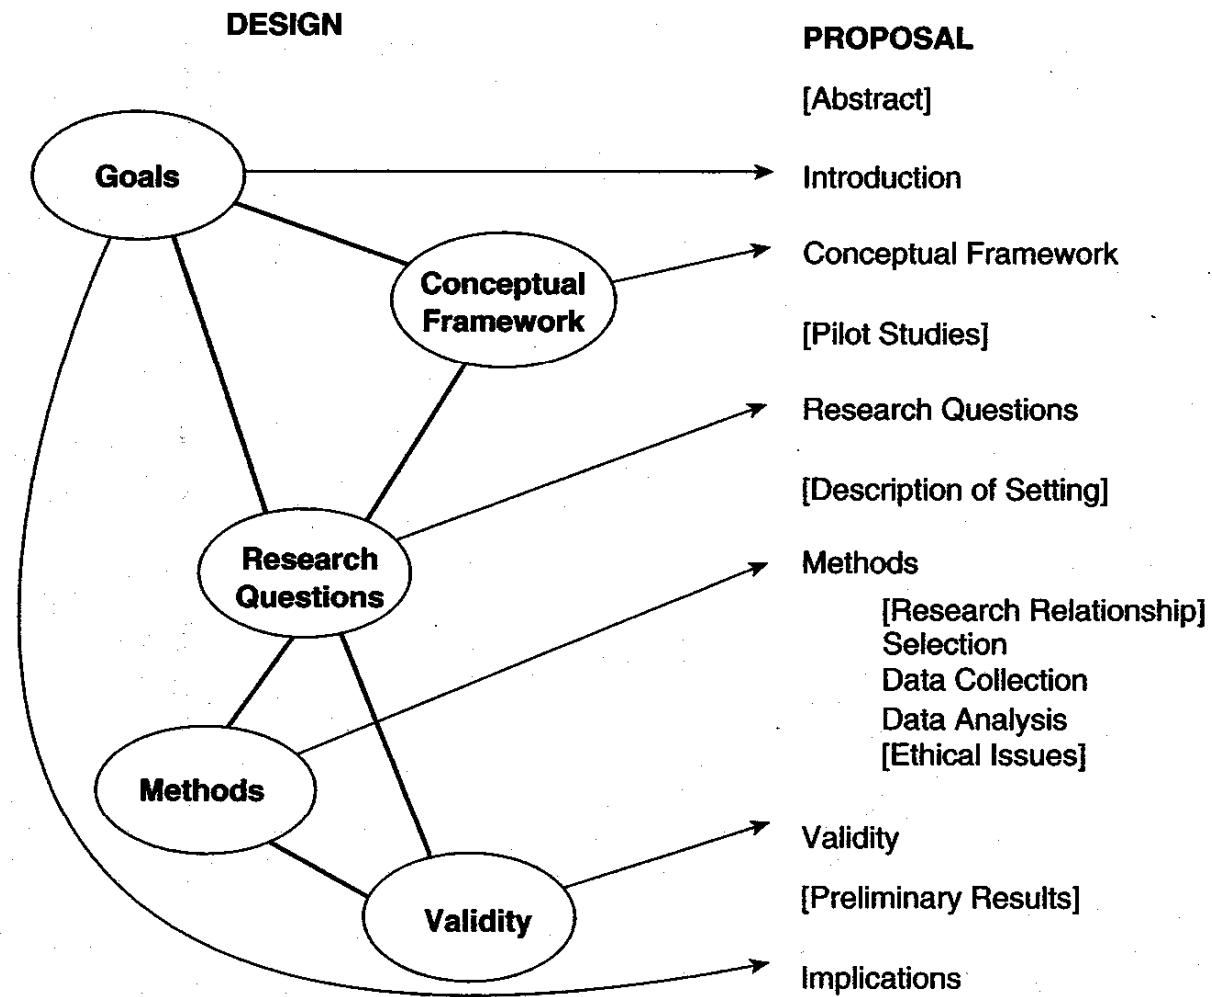 DESIGN
Goals
Conceptual
Framework
Research
Questions
Methods
Validity
PROPOSAL
[Abstract]
Introduction
Conceptual Framework
[Pilot Studies]
Research Questions
[Description of Setting]
Methods
[Research Relationship]
Selection
Data Collection
Data Analysis
[Ethical Issues]
Validity
[Preliminary Results]
Implications